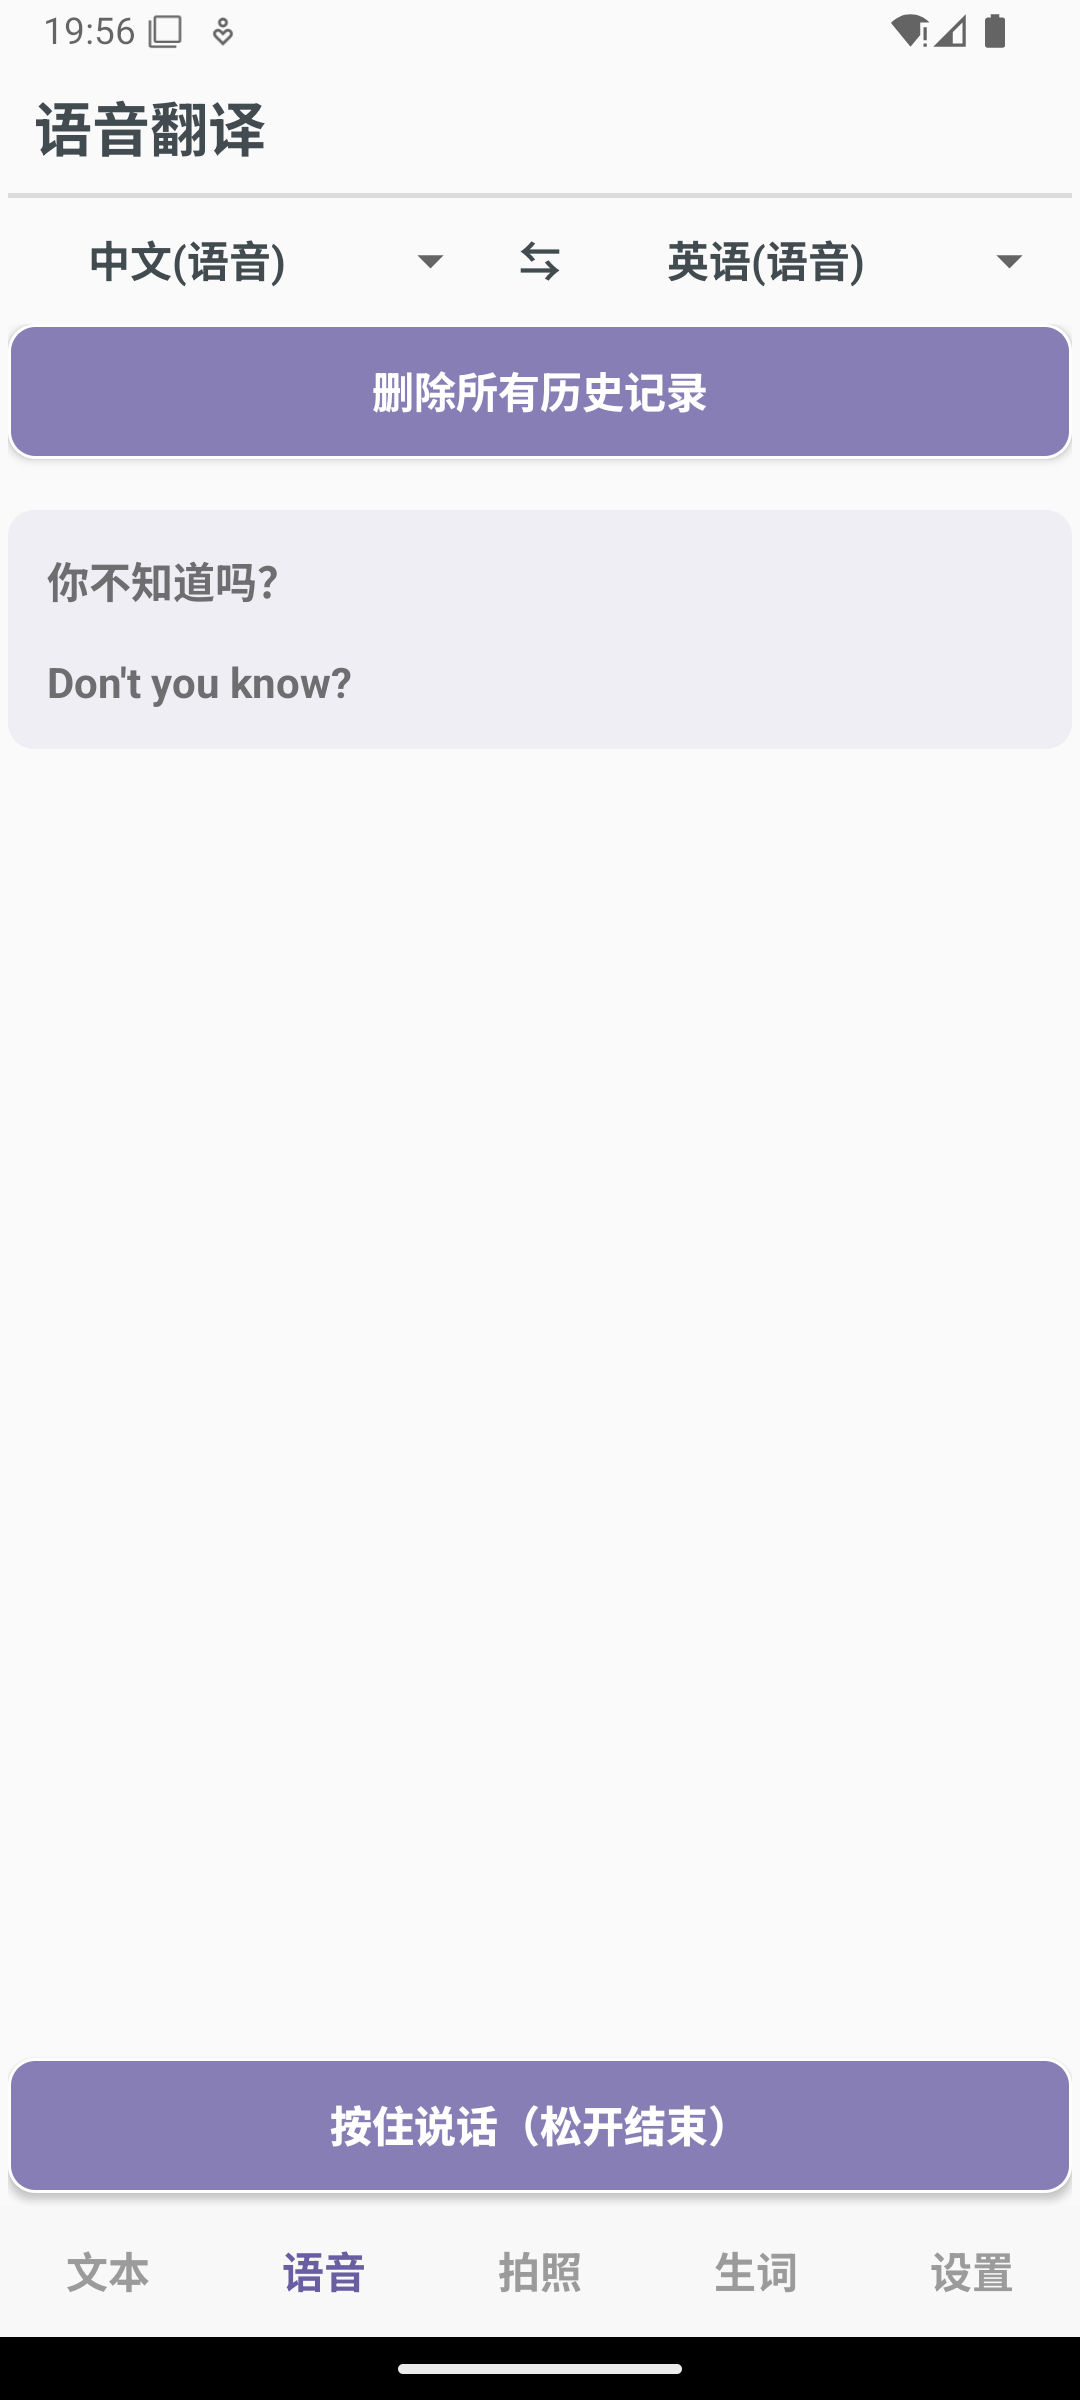 19:56
语音翻译
中文(语音)
英语(语音)
删除所有历史记录
你不知道吗?
Don't you know?
按住说话（松开结束）
文本
语音
拍照
生词
设置